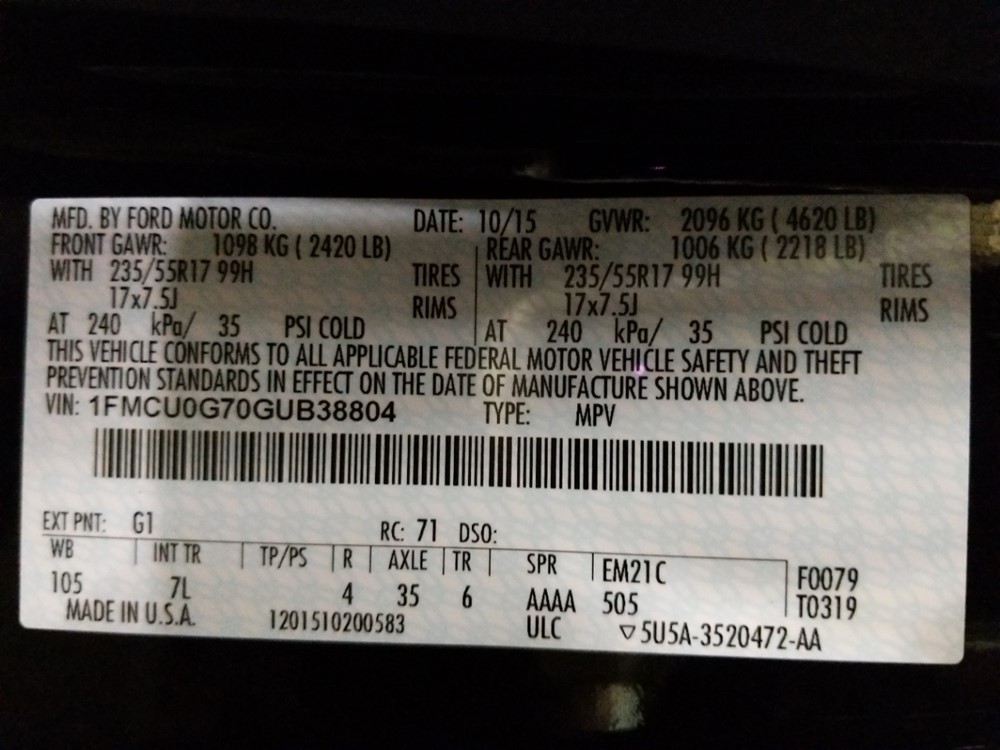 MFD. BY FORD MOTOR CO. DATE: 10/15 GVWR: 2096 KG ( 4620 LB)
FRONT GAWR: 1098 KG ( 2420 LB) REAR GAWR: 1006 KG ( 2218 LB)
WITH 235/55R17 99H TIRES WITH 235/55R17 99H TIRES
17x7.5J RIMS 17x7.5J RIMS
AT 240 kPa/ 35 PSI COLD AT 240 kPa/ 35 PSI COLD
THIS VEHICLE CONFORMS TO ALL APPLICABLE FEDERAL MOTOR VEHICLE SAFETY AND THEFT
PREVENTION STANDARDS IN EFFECT ON THE DATE OF MANUFACTURE SHOWN ABOVE.
VIN: 1FMCU0G70GUB38804 TYPE: MPV
EXT PNT: G1 RC: 71 DSO:
WB INT TR TP/PS R AXLE TR SPR EM21C F0079
105 7L 4 35 6 AAAA 505 T0319
MADE IN U.S.A. 1201510200583 ULC ▽5U5A-3520472-AA